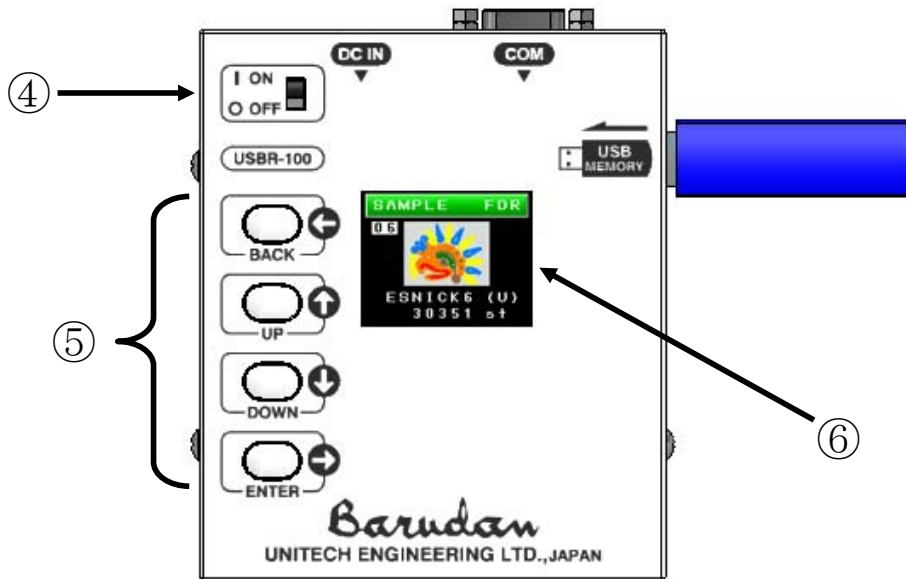 DC IN
COM
④
I ON
O OFF
USBR-100
USB
MEMORY
SAMPLE FDR
06
ESNICK6 (U)
30351 st
BACK
UP
DOWN
ENTER
⑤
⑥
Barudan
UNITECH ENGINEERING LTD.,JAPAN